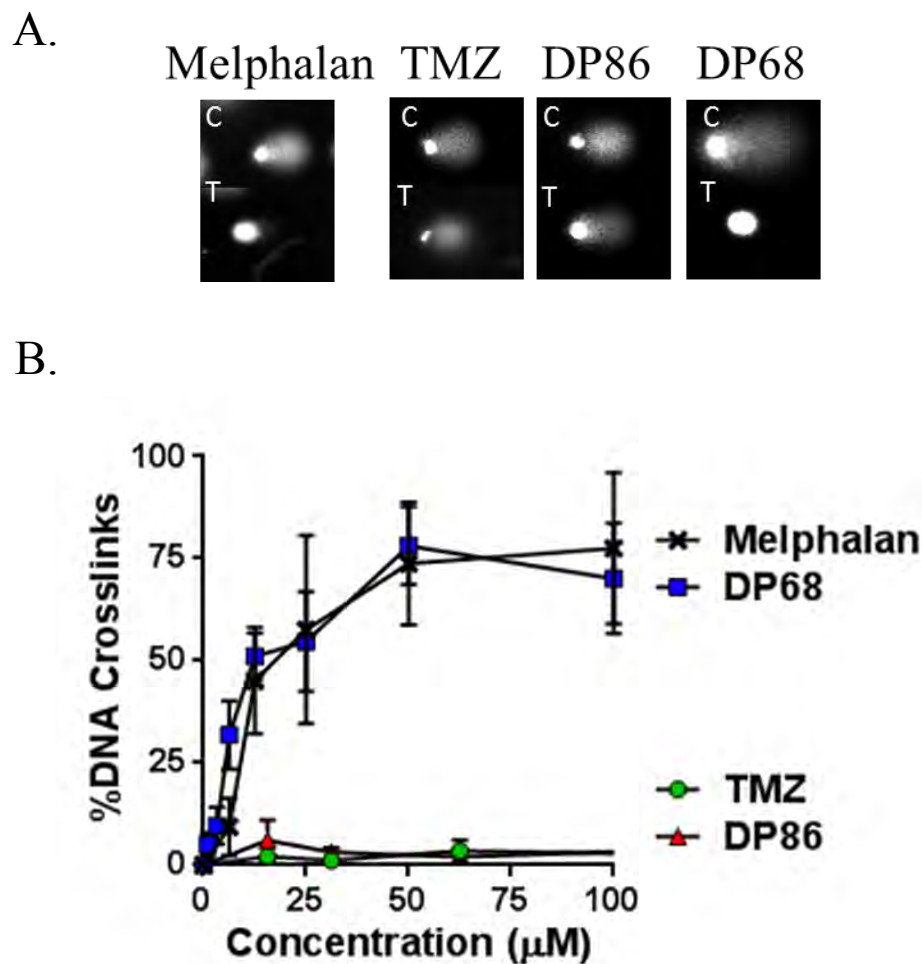 A.
Melphalan TMZ DP86 DP68
C C C C
T T T T
B.
100
75
50
25
0
%DNA Crosslinks
0 25 50 75 100
Concentration (μM)
Melphalan
DP68
TMZ
DP86